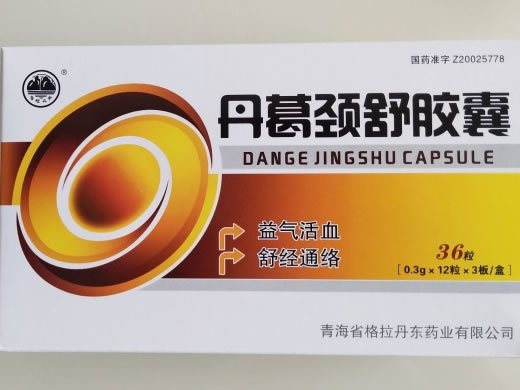 国药准字 Z20025778
®
丹葛颈舒胶囊
DANGE JINGSHU CAPSULE
益气活血
舒经通络
36粒
[0.3g×12粒×3板/盒]
青海省格拉丹东药业有限公司